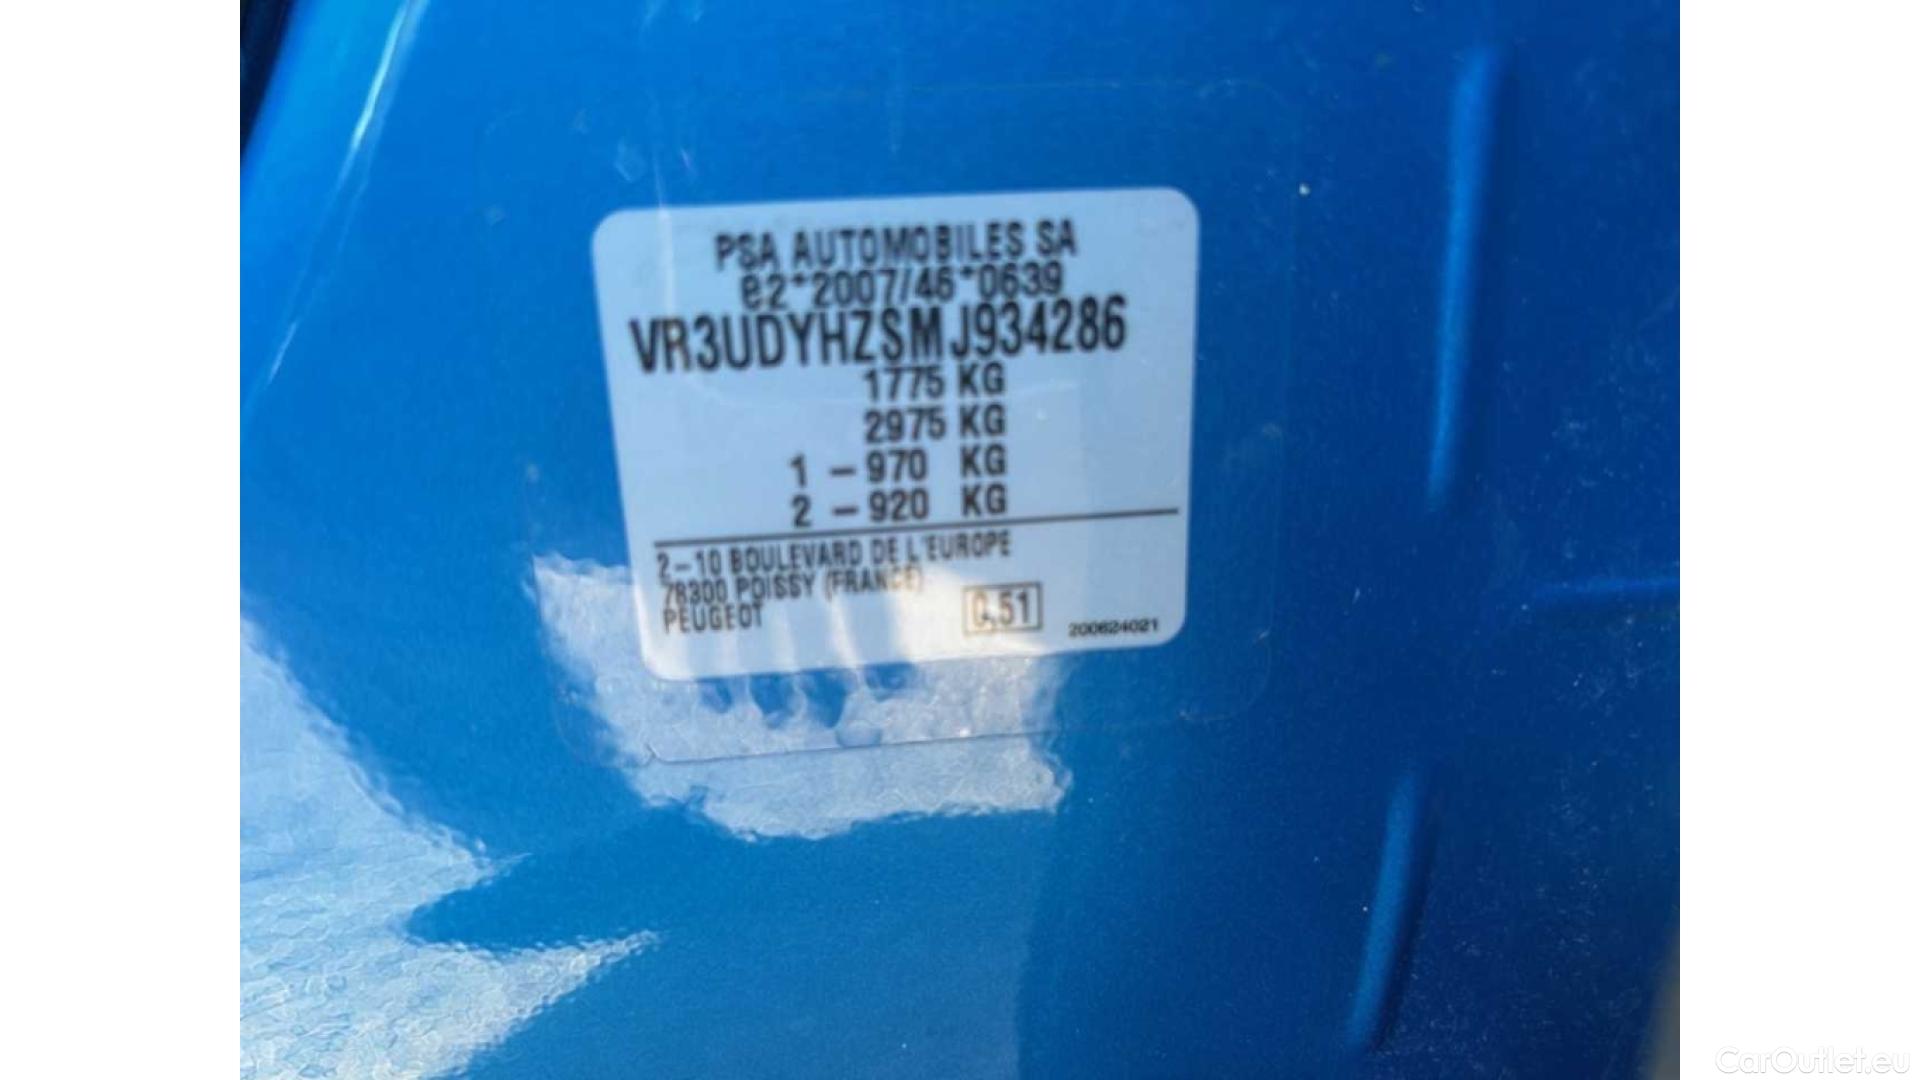 PSA AUTOMOBILES SA
e2*2007/46*0639
VR3UDYHZSMJ934286
1775 KG
2975 KG
1 - 970 KG
2 - 920 KG
2-10 BOULEVARD DE L'EUROPE
78300 POISSY (FRANCE)
PEUGEOT
0,51
200624021
CarOutlet.eu